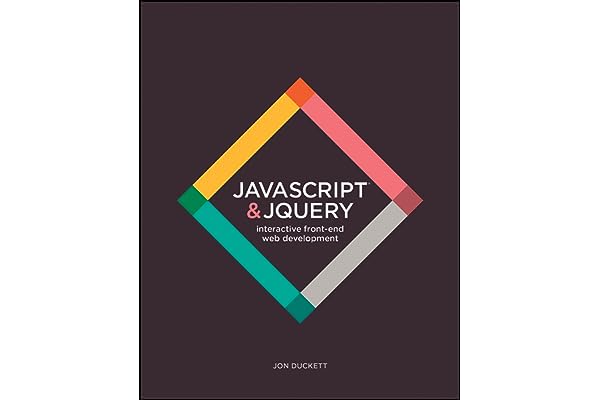 JAVASCRIPT®
& JQUERY
interactive front-end
web development
JON DUCKETT